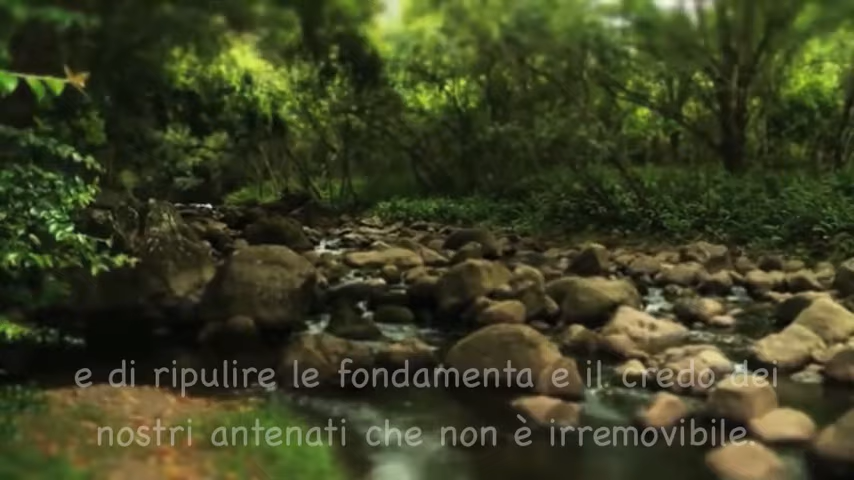 e di ripulire le fondamenta e il credo dei
nostri antenati che non è irremovibile.